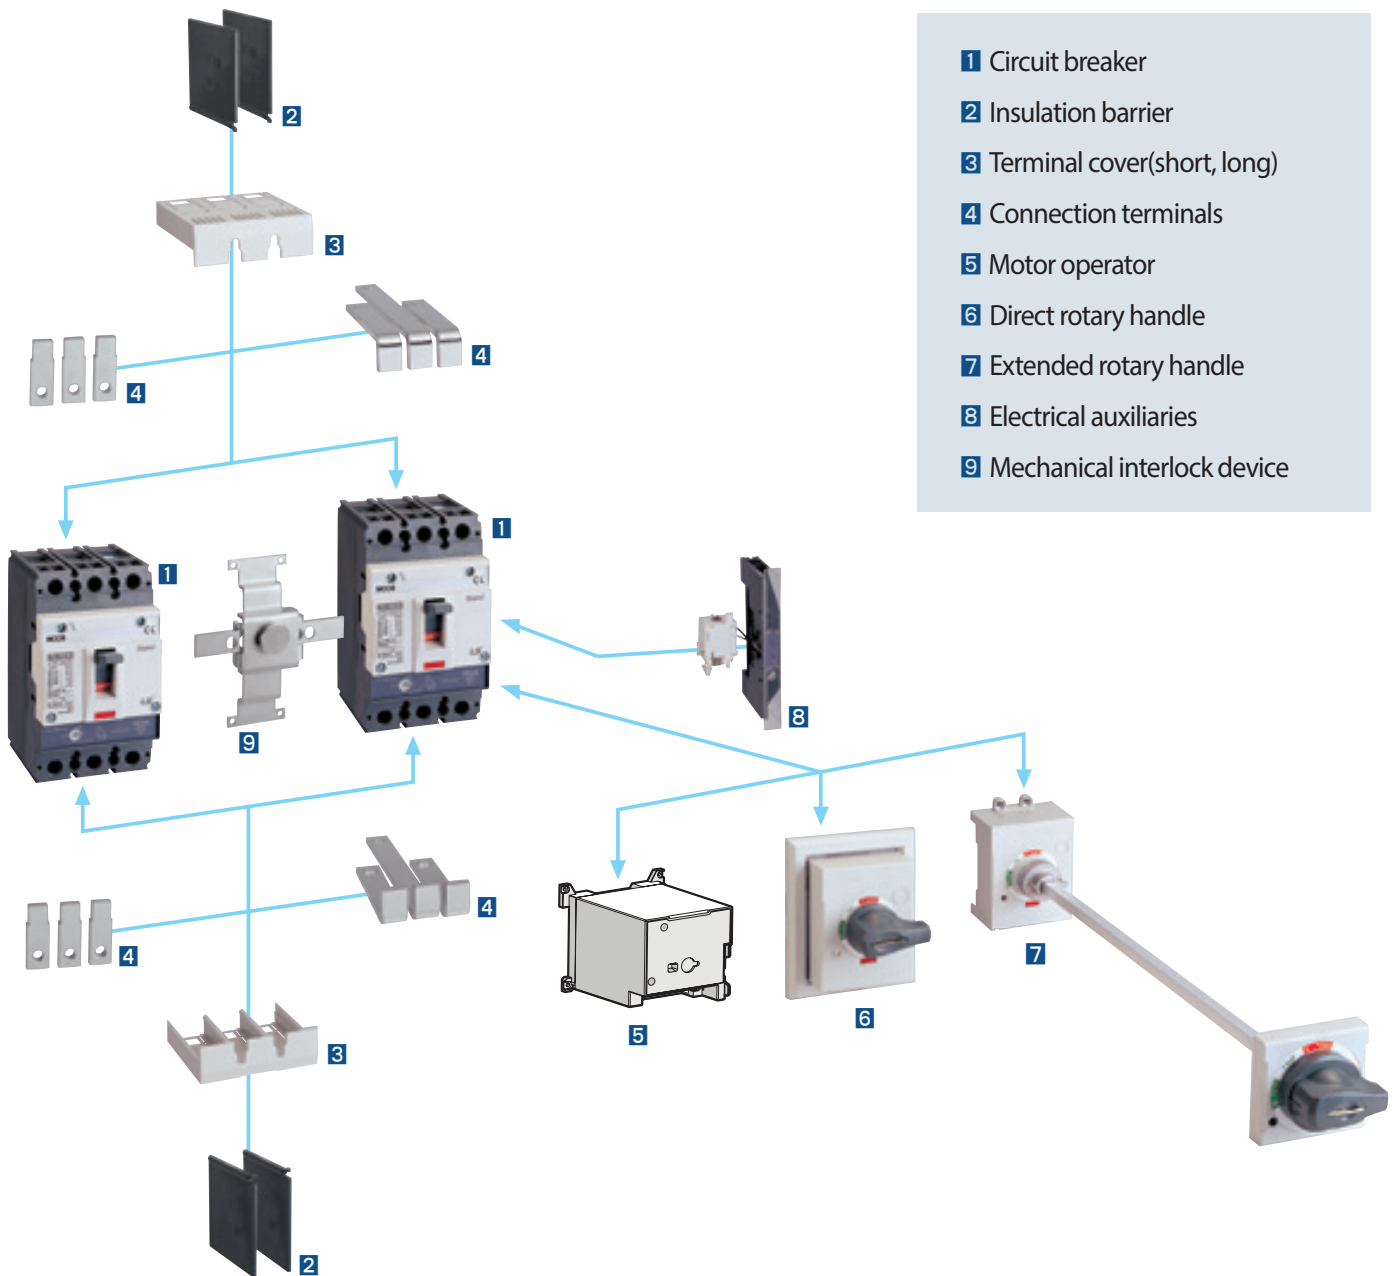 1 Circuit breaker
2 Insulation barrier
3 Terminal cover(short, long)
4 Connection terminals
5 Motor operator
6 Direct rotary handle
7 Extended rotary handle
8 Electrical auxiliaries
9 Mechanical interlock device
2
3
4
4
1
1
9
8
4
4
7
6
5
3
2